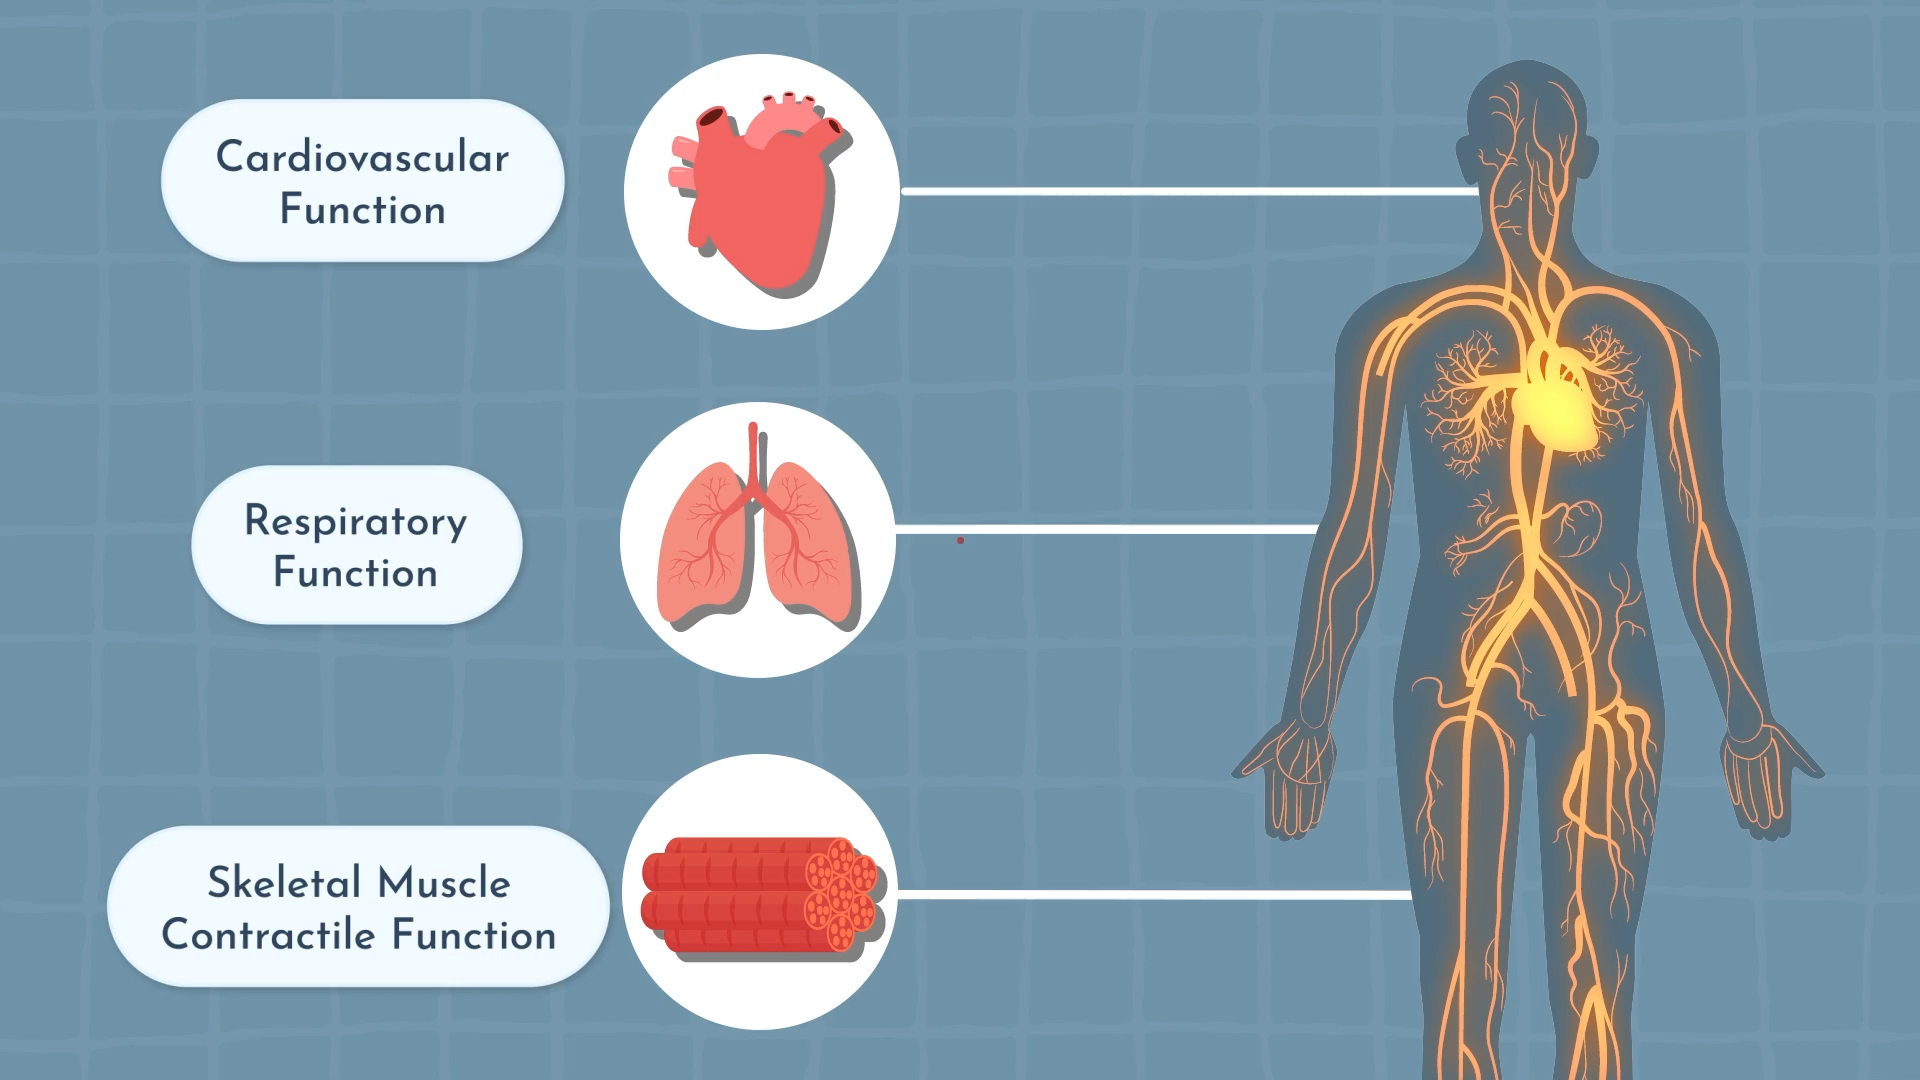 Cardiovascular
Function
Respiratory
Function
Skeletal Muscle
Contractile Function